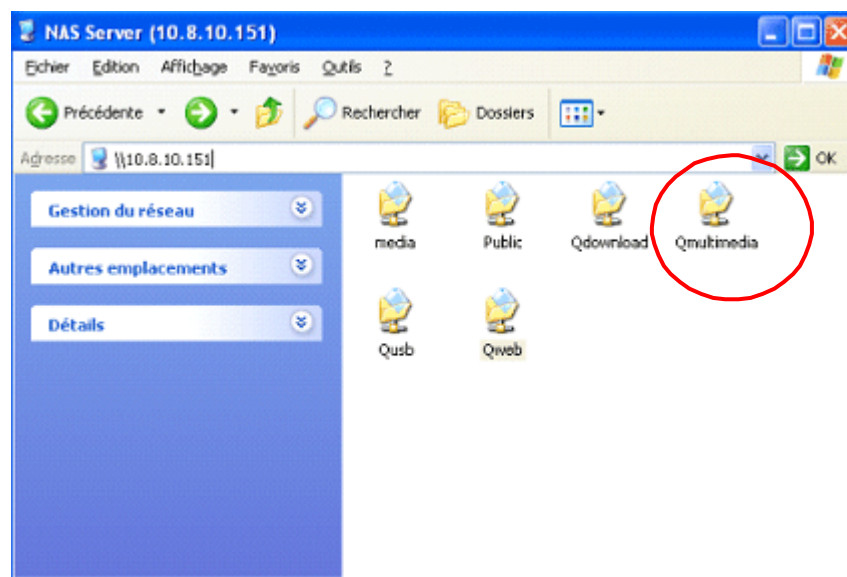 NAS Server (10.8.10.151)
Fichier Edition Affichage Favoris Outils ?
Précédente Rechercher Dossiers
Adresse \\10.8.10.151 OK
Gestion du réseau
Autres emplacements
Détails
media Public Qdownload Qmultimedia
Qusb Qweb